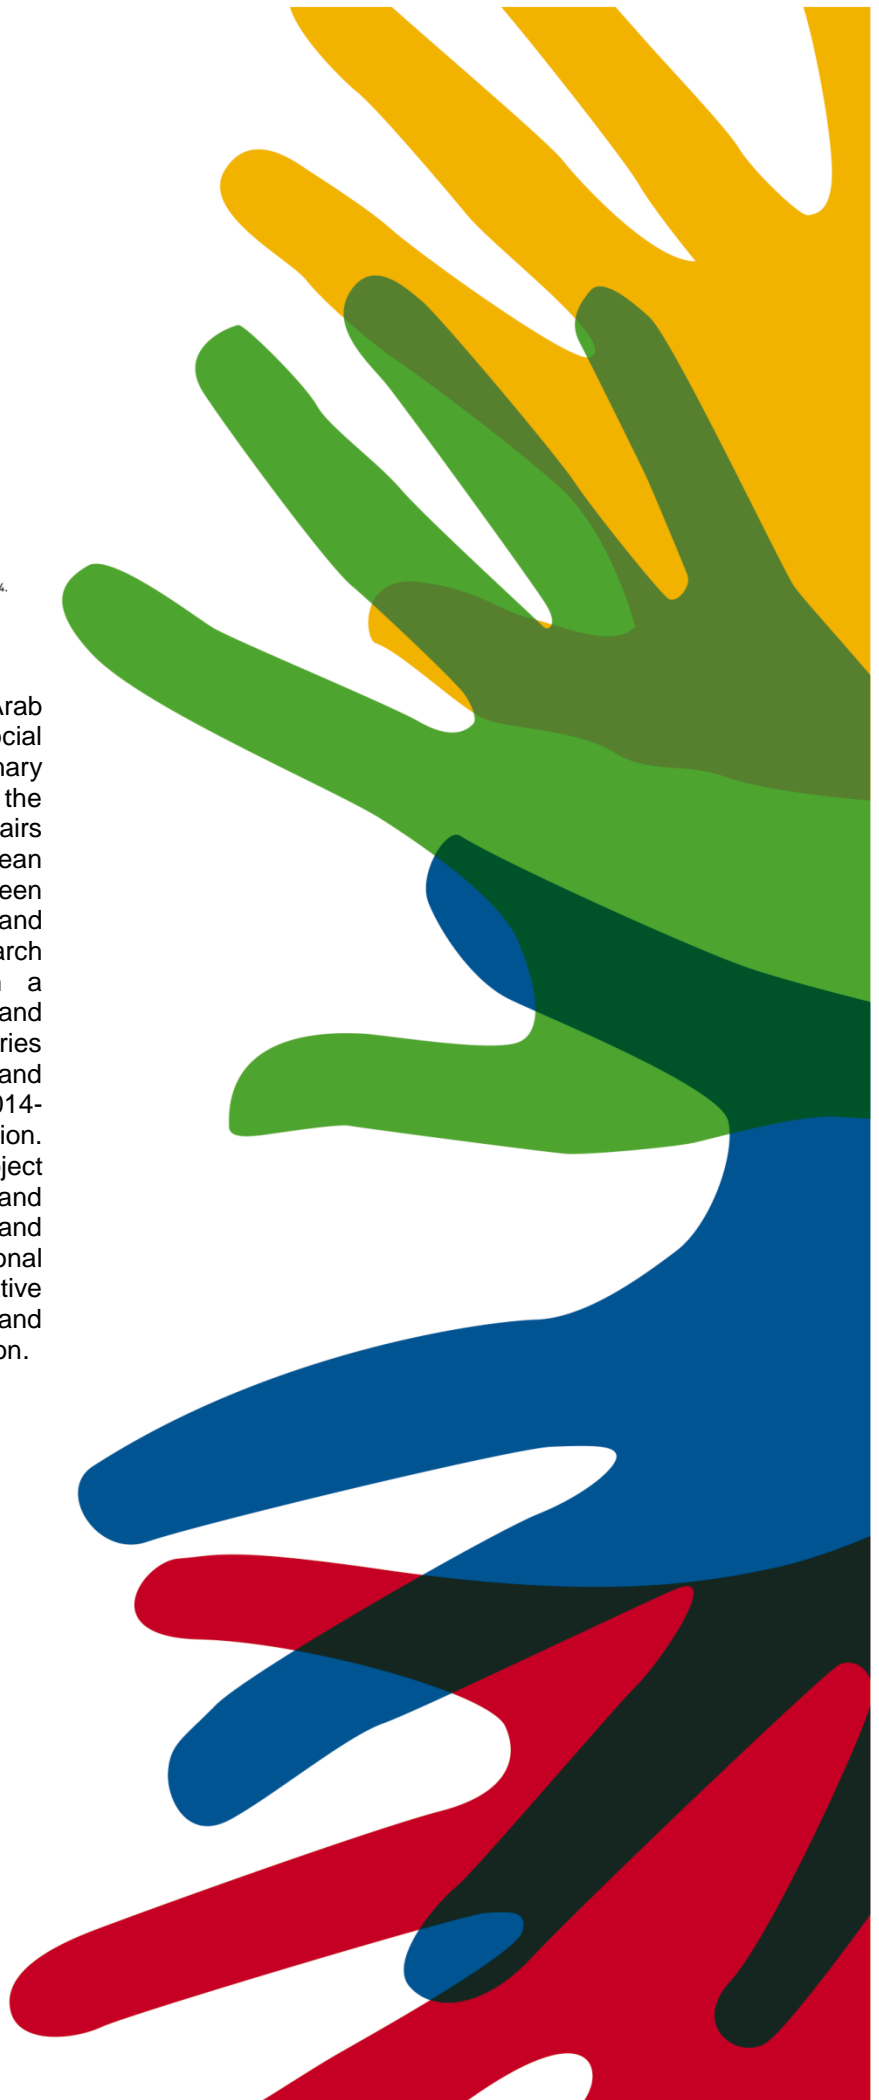 4.
Arab
ocial
nary
the
airs
ean
een
and
arch
a
and
ries
and
014-
ion.
ject
and
and
onal
tive
and
on.